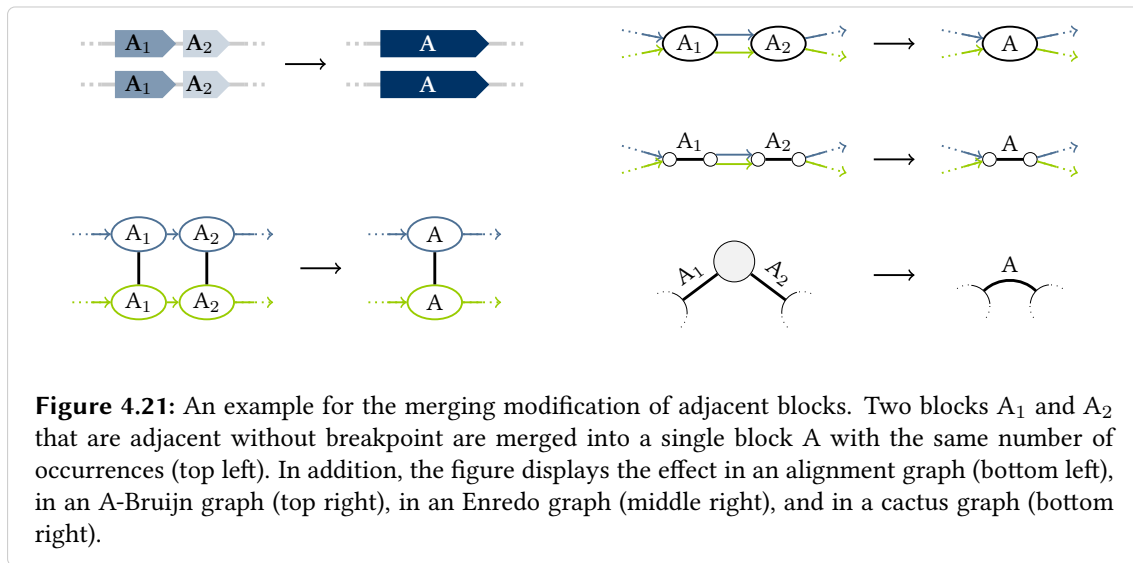 A₁ A₂ A
A₁ A₂ A
A₁ A₂ A
A₁ A₂ A
A₁ A₂ A
A₁ A₂ A
A₁ A₂ A
Figure 4.21: An example for the merging modification of adjacent blocks. Two blocks A₁ and A₂
that are adjacent without breakpoint are merged into a single block A with the same number of
occurrences (top left). In addition, the figure displays the effect in an alignment graph (bottom left),
in an A-Bruijn graph (top right), in an Enredo graph (middle right), and in a cactus graph (bottom
right).